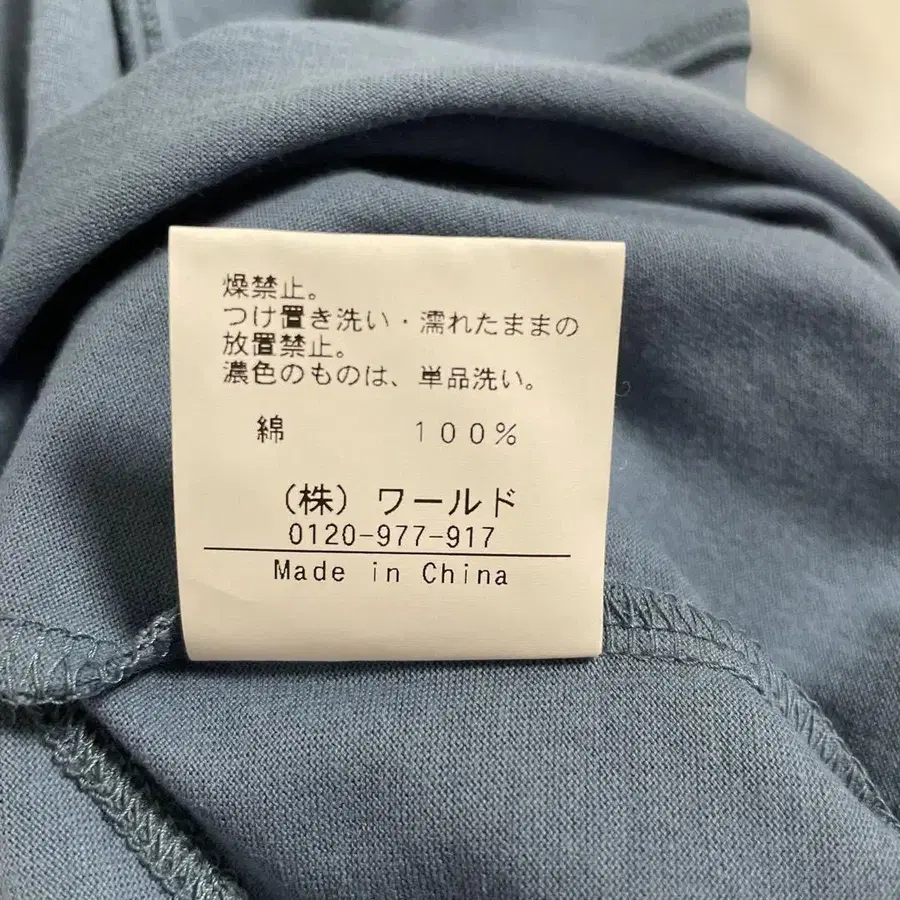 燥禁止。
つけ置き洗い・濡れたままの
放置禁止。
濃色のものは、単品洗い。
綿 100%
(株)ワールド
0120-977-917
Made in China